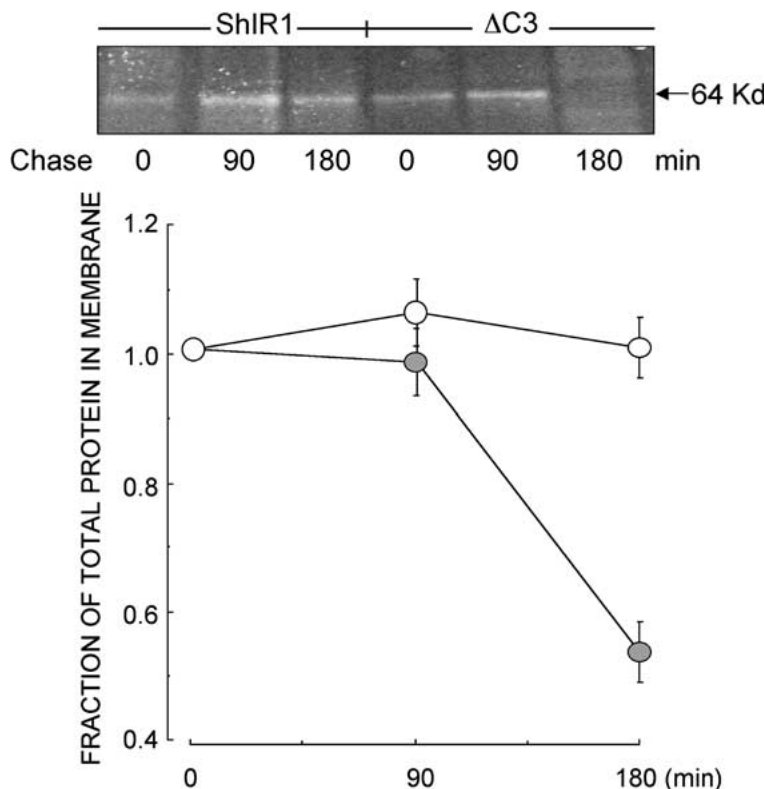 ShIR1 ΔC3
64 Kd
Chase 0 90 180 0 90 180 min
FRACTION OF TOTAL PROTEIN IN MEMBRANE
1.2
1.0
0.8
0.6
0.4
0 90 180 (min)